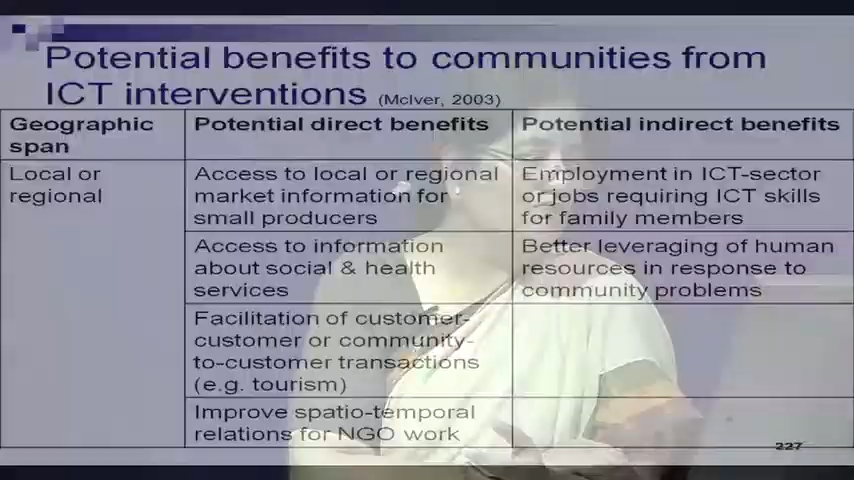 Potential benefits to communities from
ICT interventions (McIver, 2003)
Geographic
span
Potential direct benefits
Potential indirect benefits
Local or
regional
Access to local or regional
market information for
small producers
Employment in ICT-sector
or jobs requiring ICT skills
for family members
Access to information
about social & health
services
Better leveraging of human
resources in response to
community problems
Facilitation of customer-
customer or community-
to-customer transactions
(e.g. tourism)
Improve spatio-temporal
relations for NGO work
227